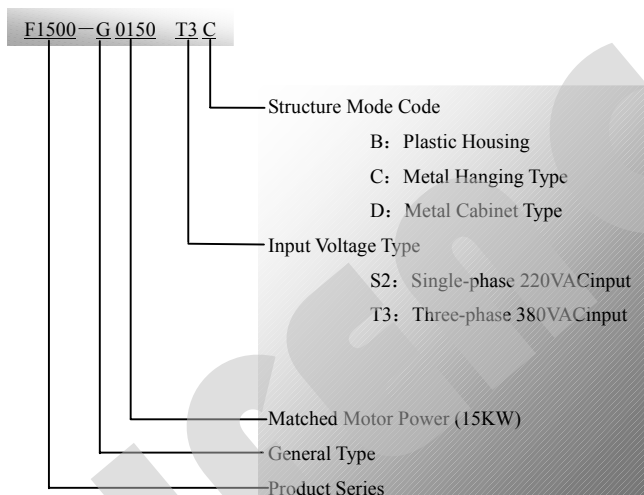 F1500－G 0150 T3 C
Structure Mode Code
B：Plastic Housing
C：Metal Hanging Type
D：Metal Cabinet Type
Input Voltage Type
S2：Single-phase 220VACinput
T3：Three-phase 380VACinput
Matched Motor Power (15KW)
General Type
Product Series